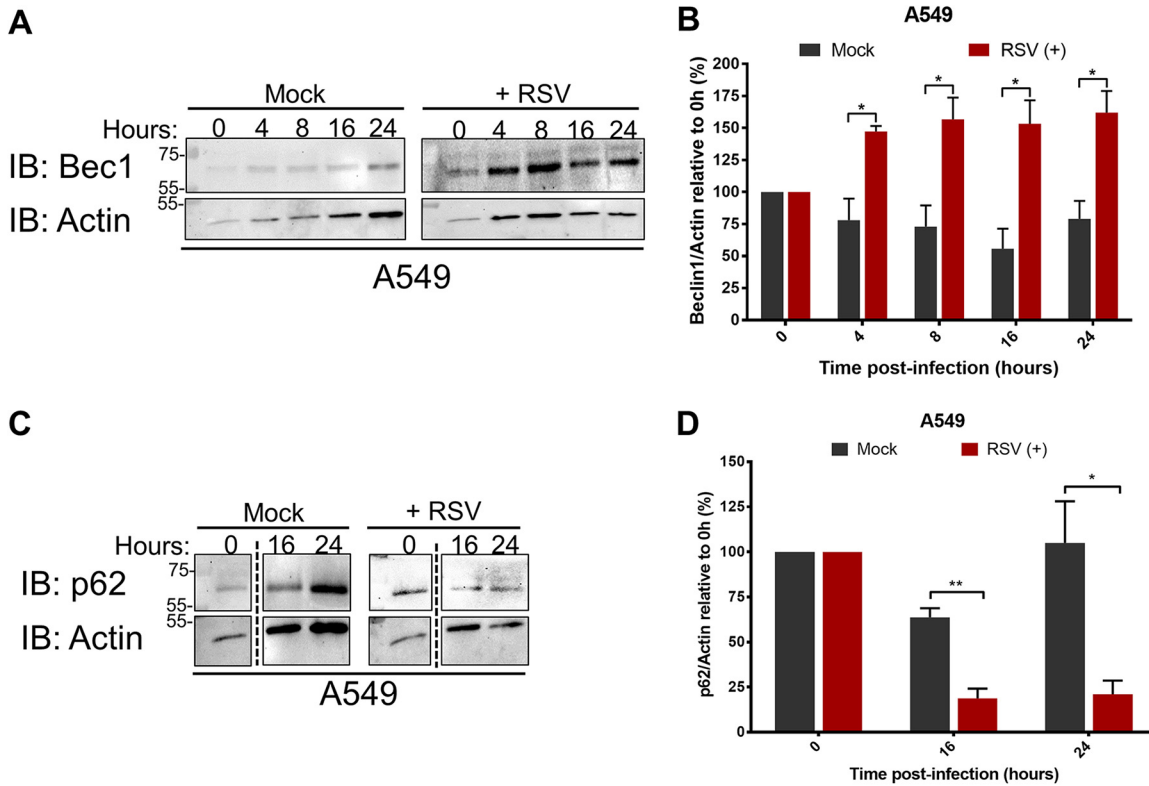 A
Mock
+ RSV
Hours: 0 4 8 16 24 0 4 8 16 24
IB: Bec1
75-
55-
IB: Actin
55-
A549
B
A549
Mock
RSV (+)
Beclin1/Actin relative to 0h (%)
200
175
150
125
100
75
50
25
0
* * * *
0 4 8 16 24
Time post-infection (hours)
C
Mock
+ RSV
Hours: 0 16 24 0 16 24
IB: p62
75-
55-
IB: Actin
55-
A549
D
A549
Mock
RSV (+)
p62/Actin relative to 0h (%)
150
125
100
75
50
25
0
** *
0 16 24
Time post-infection (hours)